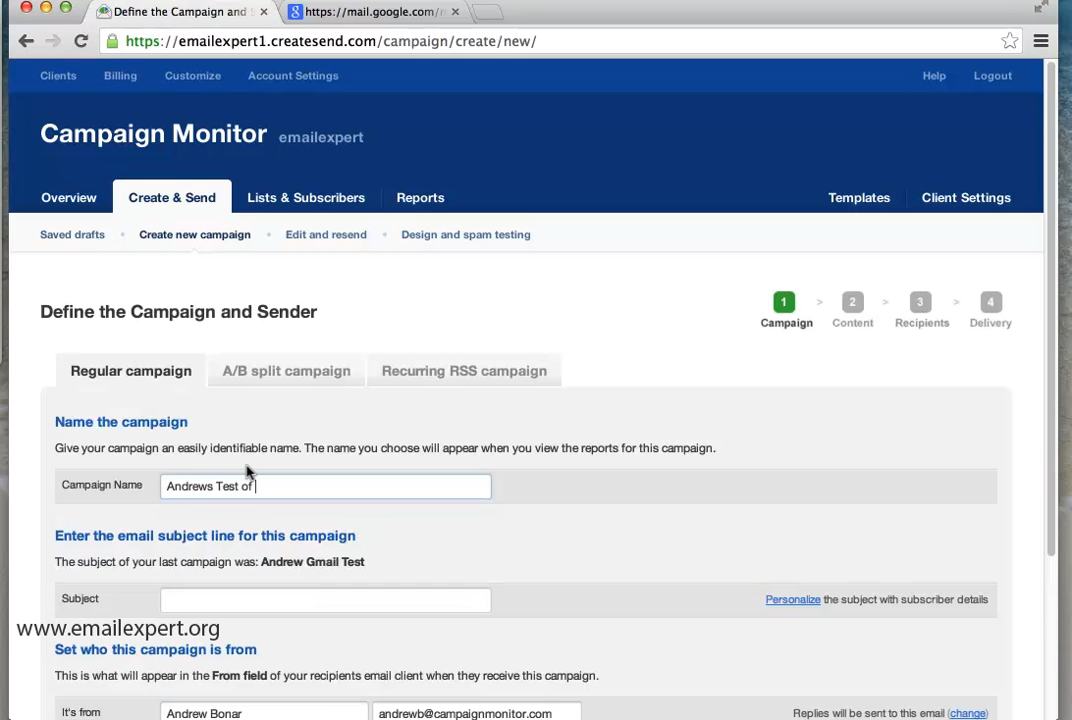 Define the Campaign and
https://mail.google.com/
https://emailexpert1.createsend.com/campaign/create/new/
Clients Billing Customize Account Settings Help Logout
Campaign Monitor emailexpert
Overview Create & Send Lists & Subscribers Reports Templates Client Settings
Saved drafts • Create new campaign • Edit and resend • Design and spam testing
Define the Campaign and Sender
1 > 2 > 3 > 4
Campaign Content Recipients Delivery
Regular campaign A/B split campaign Recurring RSS campaign
Name the campaign
Give your campaign an easily identifiable name. The name you choose will appear when you view the reports for this campaign.
Campaign Name Andrews Test of
Enter the email subject line for this campaign
The subject of your last campaign was: Andrew Gmail Test
Subject Personalize the subject with subscriber details
www.emailexpert.org
Set who this campaign is from
This is what will appear in the From field of your recipients email client when they receive this campaign.
It's from Andrew Bonar andrewb@campaignmonitor.com Replies will be sent to this email (change)